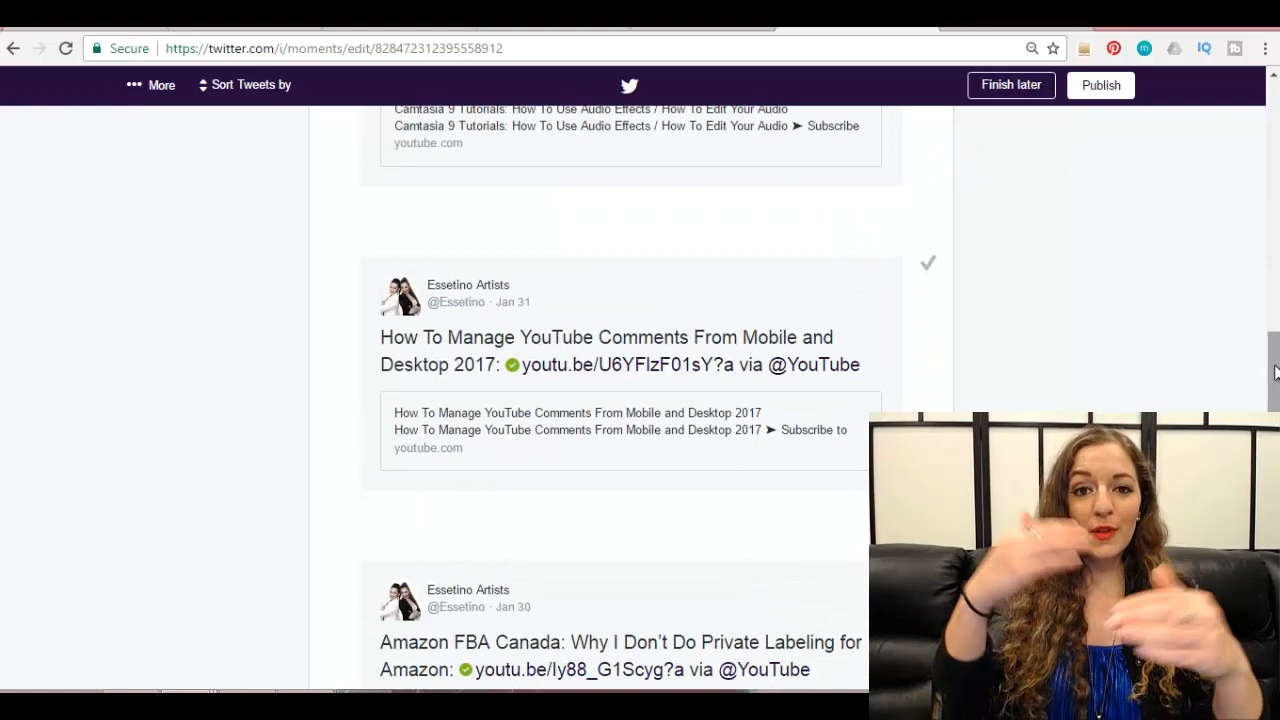 Secure https://twitter.com/i/moments/edit/828472312395558912
••• More Sort Tweets by Finish later Publish
Camtasia 9 Tutorials: How To Use Audio Effects / How To Edit Your Audio
Camtasia 9 Tutorials: How To Use Audio Effects / How To Edit Your Audio ➤ Subscribe
youtube.com
Essetino Artists
@Essetino · Jan 31
How To Manage YouTube Comments From Mobile and
Desktop 2017: youtu.be/U6YFlzF01sY?a via @YouTube
How To Manage YouTube Comments From Mobile and Desktop 2017
How To Manage YouTube Comments From Mobile and Desktop 2017 ➤ Subscribe to
youtube.com
Essetino Artists
@Essetino · Jan 30
Amazon FBA Canada: Why I Don't Do Private Labeling for
Amazon: youtu.be/Iy88_G1Scyg?a via @YouTube